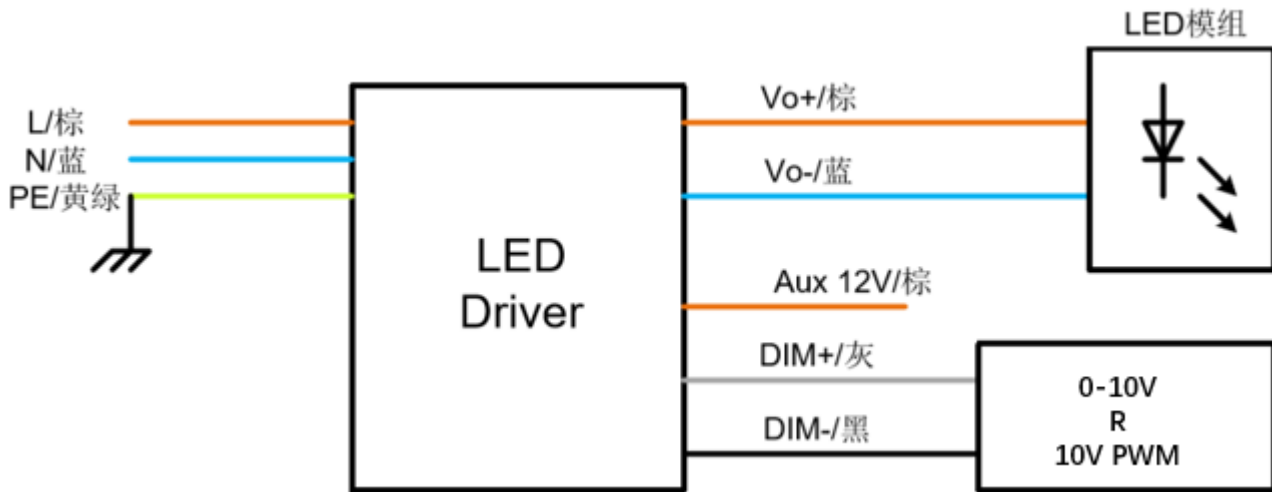 LED模组
Vo+/棕
L/棕
N/蓝
Vo-/蓝
PE/黄绿
LED
Driver
Aux 12V/棕
DIM+/灰
0-10V
R
DIM-/黑
10V PWM